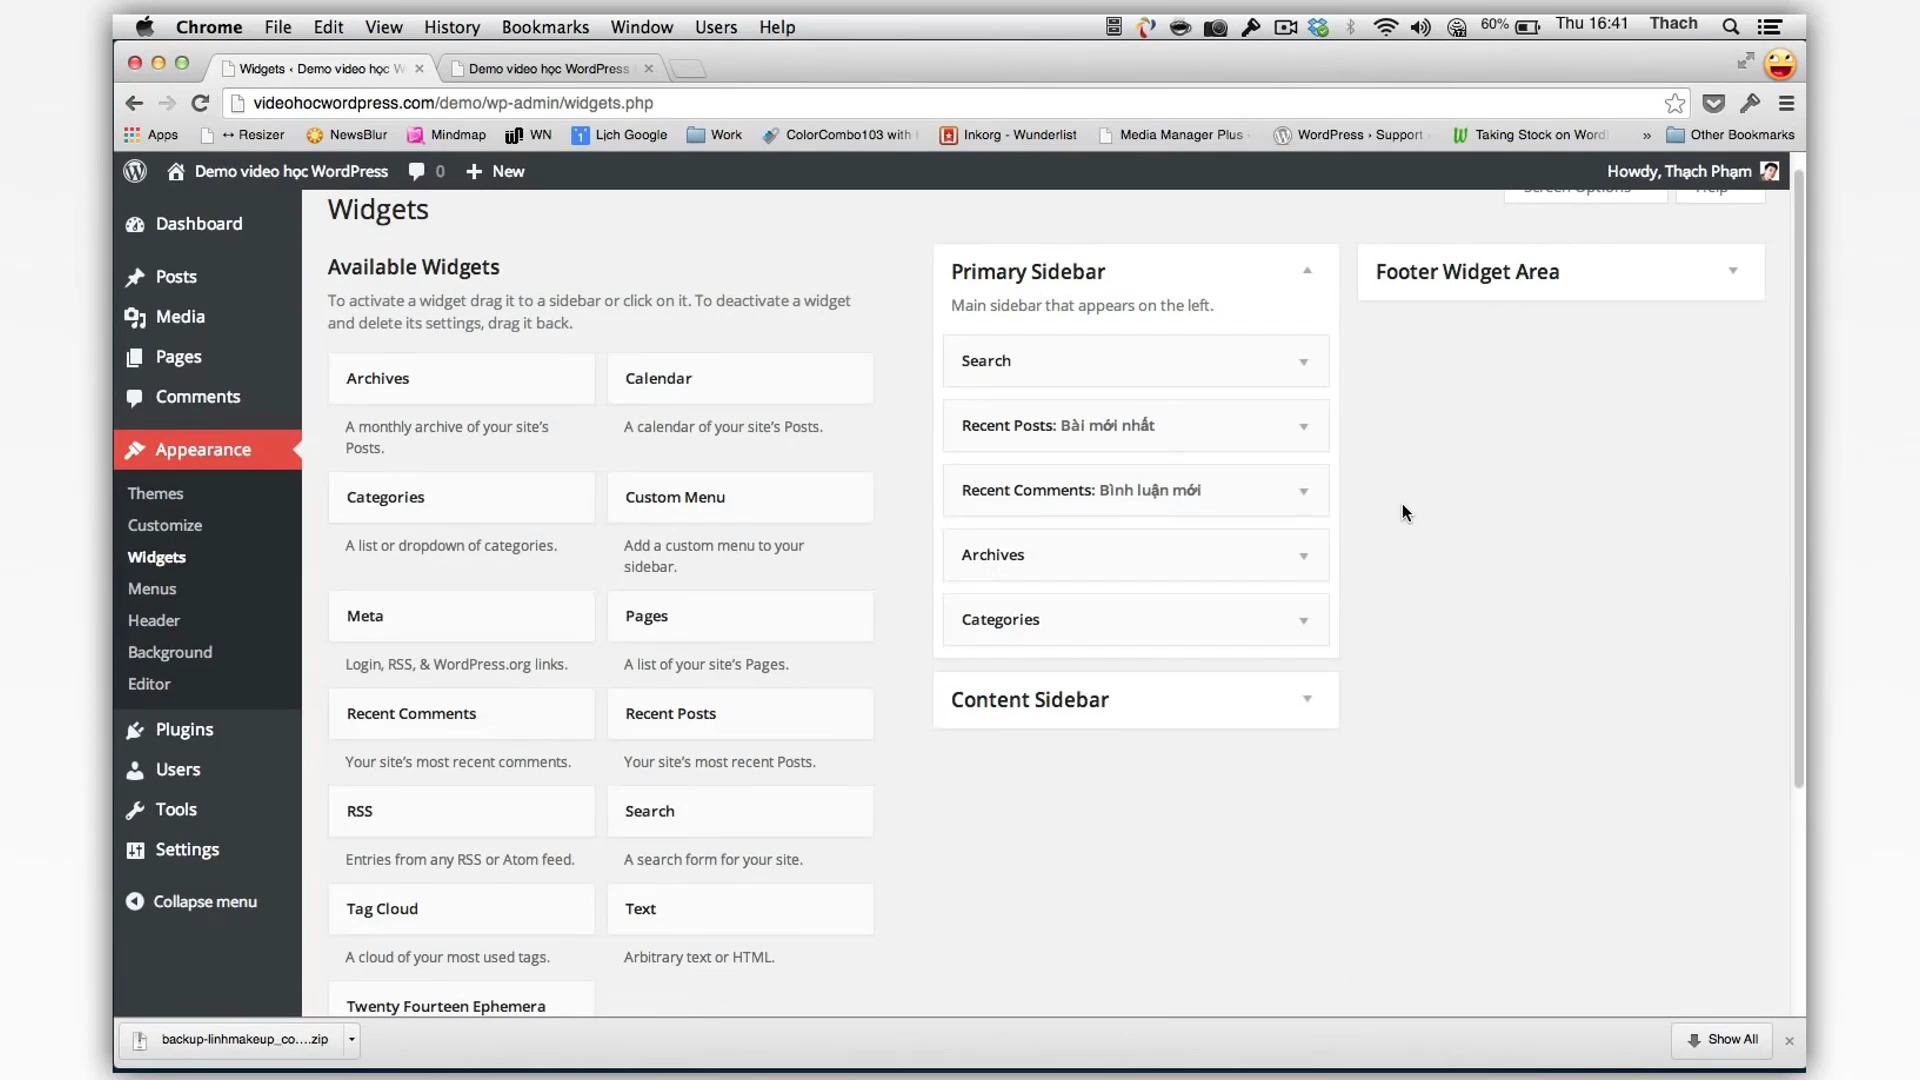 Chrome File Edit View History Bookmarks Window Users Help 60% Thu 16:41 Thach
Widgets ‹ Demo video học W Demo video học WordPress
videohocwordpress.com/demo/wp-admin/widgets.php
Apps ↔ Resizer NewsBlur Mindmap WN 1 Lịch Google Work ColorCombo103 with Inkorg - Wunderlist Media Manager Plus - WordPress › Support Taking Stock on Word » Other Bookmarks
Demo video học WordPress 0 + New Howdy, Thạch Phạm
Screen Options Help
Widgets
Dashboard
Posts
Media
Pages
Comments
Appearance
Themes
Customize
Widgets
Menus
Header
Background
Editor
Plugins
Users
Tools
Settings
Collapse menu
Available Widgets
To activate a widget drag it to a sidebar or click on it. To deactivate a widget
and delete its settings, drag it back.
Archives Calendar
A monthly archive of your site's A calendar of your site's Posts.
Posts.
Categories Custom Menu
A list or dropdown of categories. Add a custom menu to your
sidebar.
Meta Pages
Login, RSS, & WordPress.org links. A list of your site's Pages.
Recent Comments Recent Posts
Your site's most recent comments. Your site's most recent Posts.
RSS Search
Entries from any RSS or Atom feed. A search form for your site.
Tag Cloud Text
A cloud of your most used tags. Arbitrary text or HTML.
Twenty Fourteen Ephemera
Primary Sidebar
Main sidebar that appears on the left.
Search
Recent Posts: Bài mới nhất
Recent Comments: Bình luận mới
Archives
Categories
Content Sidebar
Footer Widget Area
backup-linhmakeup_co....zip Show All